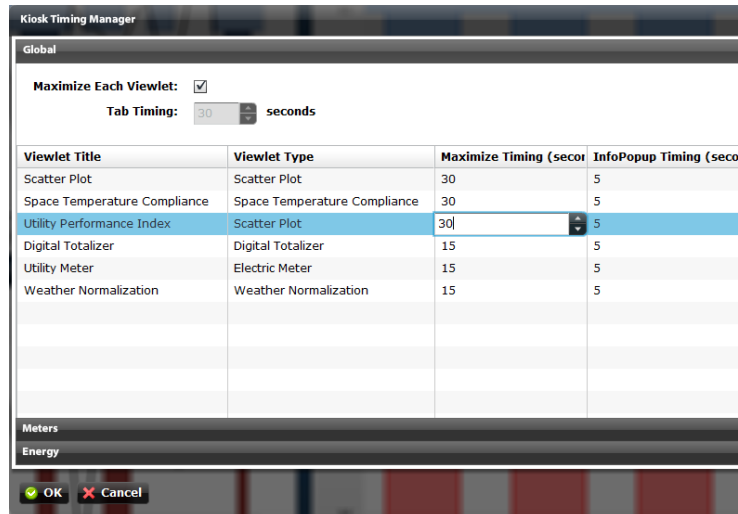 Kiosk Timing Manager
Global
Maximize Each Viewlet:
Tab Timing: 30 seconds
Viewlet Title Viewlet Type Maximize Timing (secor InfoPopup Timing (seco
Scatter Plot Scatter Plot 30 5
Space Temperature Compliance Space Temperature Compliance 30 5
Utility Performance Index Scatter Plot 30 5
Digital Totalizer Digital Totalizer 15 5
Utility Meter Electric Meter 15 5
Weather Normalization Weather Normalization 15 5
Meters
Energy
OK Cancel